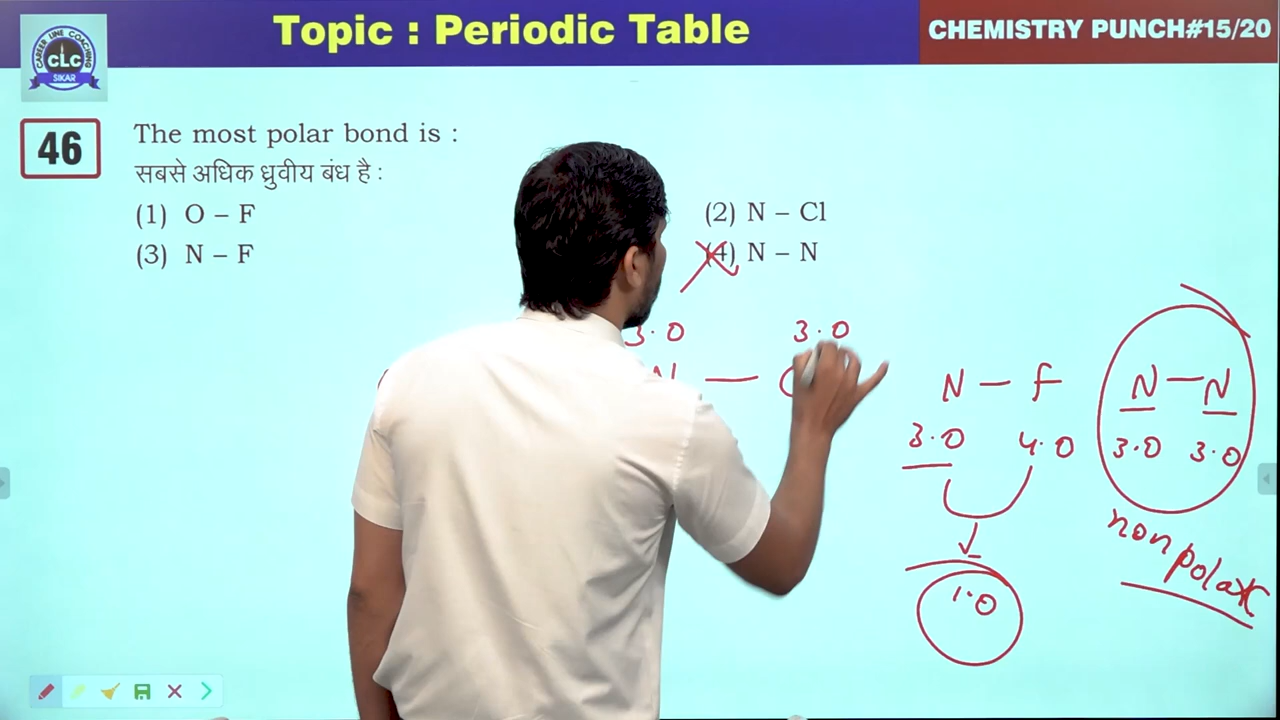 CAREER LINE COACHING
CLC
SIKAR
Topic : Periodic Table
CHEMISTRY PUNCH#15/20
46
The most polar bond is :
सबसे अधिक ध्रुवीय बंध है :
(1) O – F
(2) N – Cl
(3) N – F
(4) N – N
3.0 3.0
N —
N — F
3.0 4.0
1.0
N — N
3.0 3.0
non polar